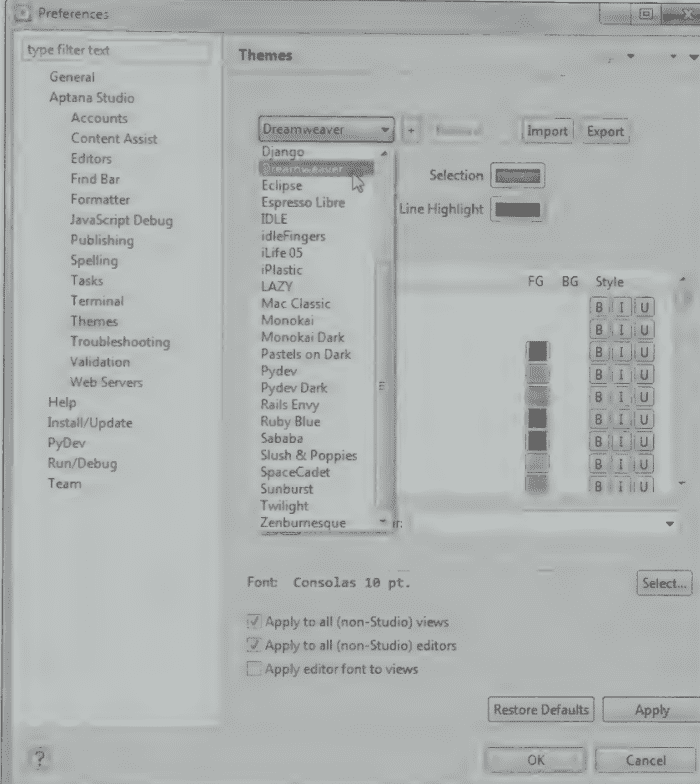 Preferences
type filter text
General
Aptana Studio
Accounts
Content Assist
Editors
Find Bar
Formatter
JavaScript Debug
Publishing
Spelling
Tasks
Terminal
Themes
Troubleshooting
Validation
Web Servers
Help
Install/Update
PyDev
Run/Debug
Team
Themes
Dreamweaver
+
Import
Export
Django
Dreamweaver
Eclipse
Espresso Libre
IDLE
idleFingers
iLife 05
iPlastic
LAZY
Mac Classic
Monokai
Monokai Dark
Pastels on Dark
Pydev
Pydev Dark
Rails Envy
Ruby Blue
Sababa
Slush & Poppies
SpaceCadet
Sunburst
Twilight
Zenburnesque
Selection
Line Highlight
FG BG Style
B I U
B I U
B I U
B I U
B I U
B I U
B I U
B I U
B I U
Font: Consolas 10 pt.
Select...
Apply to all (non-Studio) views
Apply to all (non-Studio) editors
Apply editor font to views
Restore Defaults
Apply
?
OK
Cancel